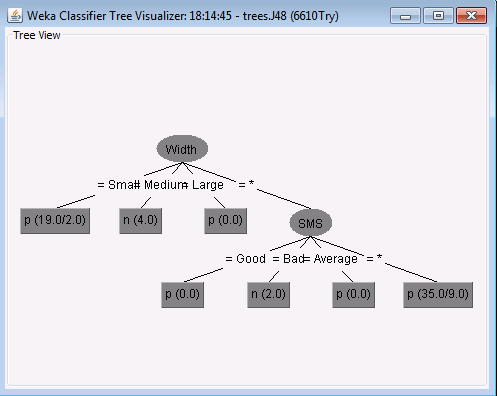 Weka Classifier Tree Visualizer: 18:14:45 - trees.J48 (6610Try)
Tree View
Width
= Small = Medium = Large = *
p (19.0/2.0) n (4.0) p (0.0) SMS
= Good = Bad = Average = *
p (0.0) n (2.0) p (0.0) p (35.0/9.0)